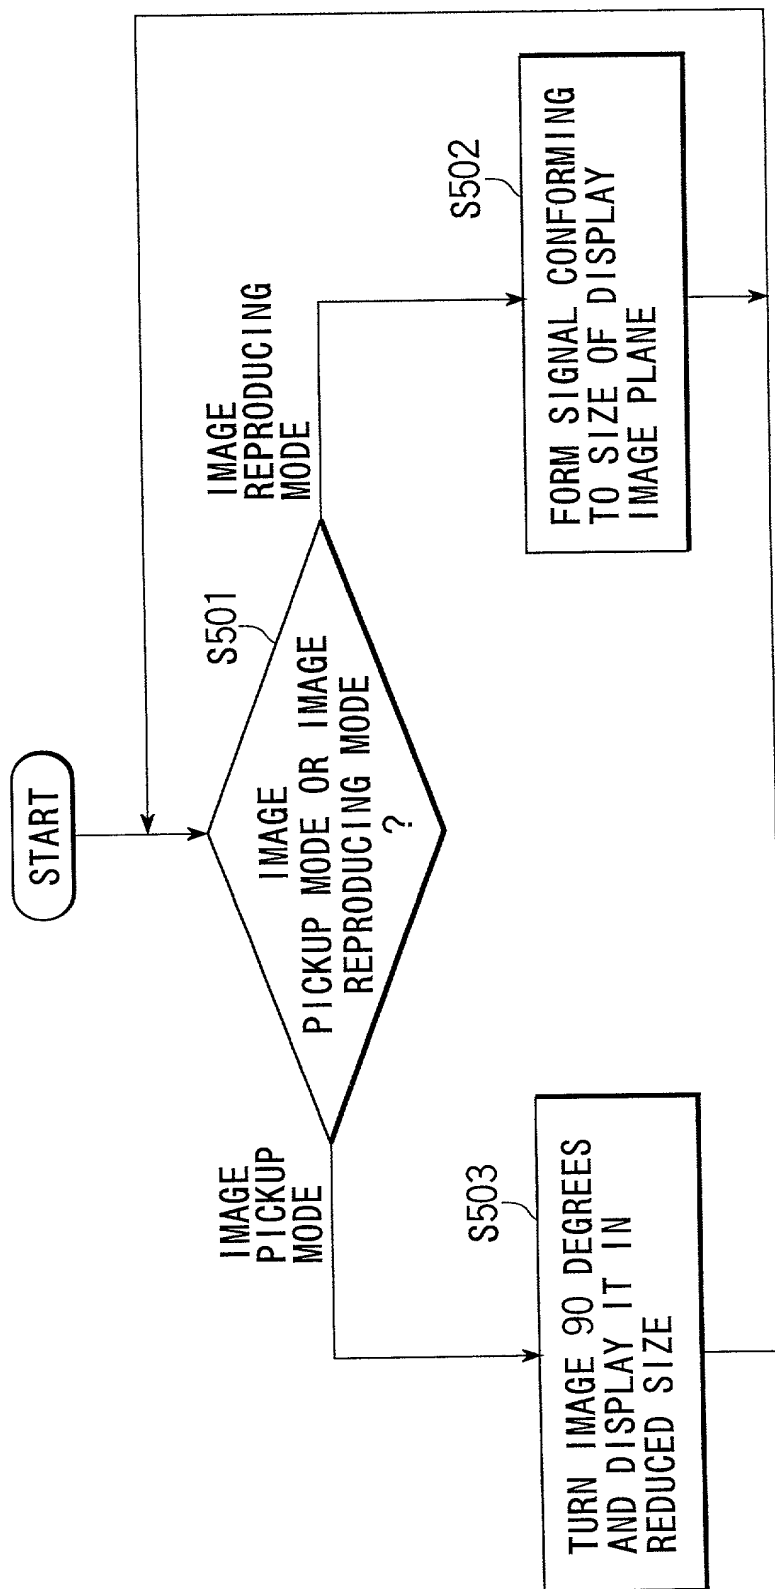 START
S501
IMAGE
PICKUP MODE OR IMAGE
REPRODUCING MODE
?
IMAGE
PICKUP
MODE
IMAGE
REPRODUCING
MODE
S503
TURN IMAGE 90 DEGREES
AND DISPLAY IT IN
REDUCED SIZE
S502
FORM SIGNAL CONFORMING
TO SIZE OF DISPLAY
IMAGE PLANE